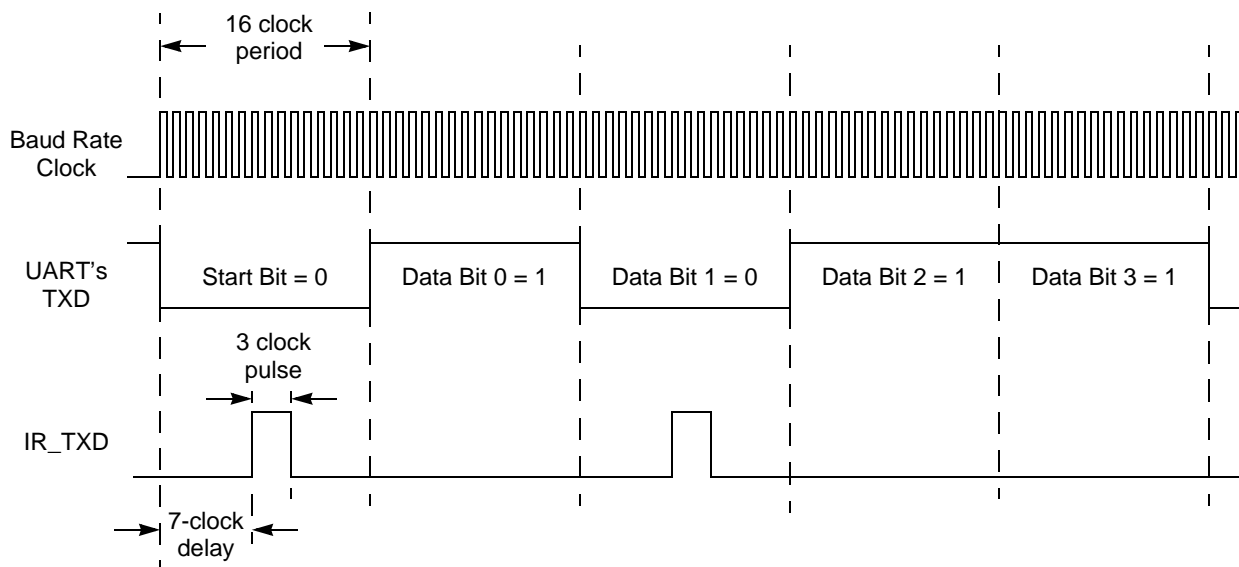 16 clock
period
Baud Rate
Clock
UART's
TXD
Start Bit = 0
Data Bit 0 = 1
Data Bit 1 = 0
Data Bit 2 = 1
Data Bit 3 = 1
3 clock
pulse
IR_TXD
7-clock
delay